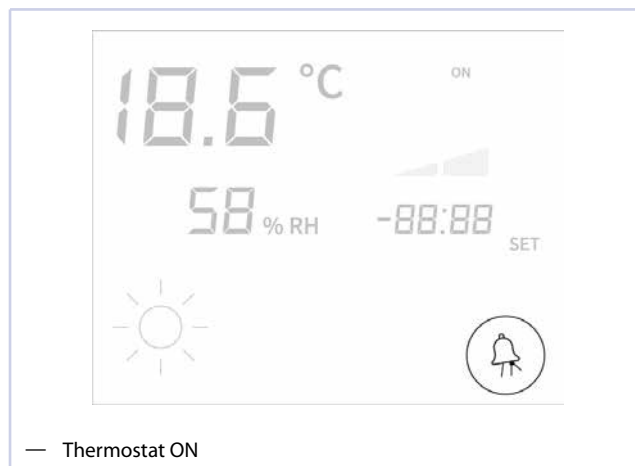 18.6 °C
ON
58 % RH
-88:88
SET
— Thermostat ON